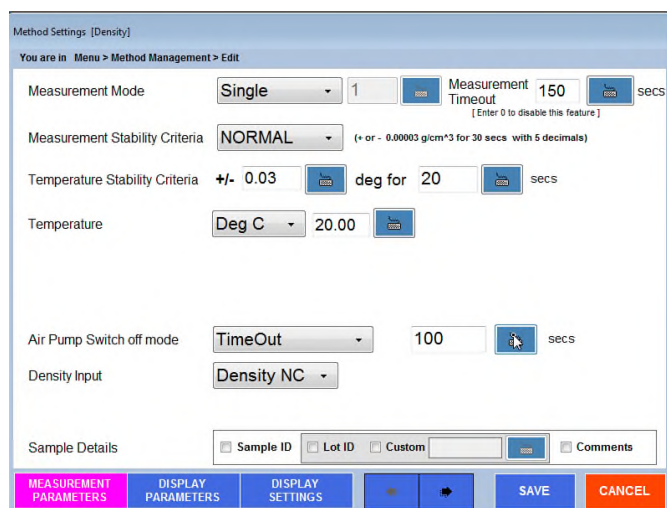 Method Settings [Density]
You are in Menu > Method Management > Edit
Measurement Mode Single 1 Measurement Timeout 150 secs
[ Enter 0 to disable this feature ]
Measurement Stability Criteria NORMAL (+ or - 0.00003 g/cm^3 for 30 secs with 5 decimals)
Temperature Stability Criteria +/- 0.03 deg for 20 secs
Temperature Deg C 20.00
Air Pump Switch off mode TimeOut 100 secs
Density Input Density NC
Sample Details Sample ID Lot ID Custom Comments
MEASUREMENT PARAMETERS DISPLAY PARAMETERS DISPLAY SETTINGS SAVE CANCEL